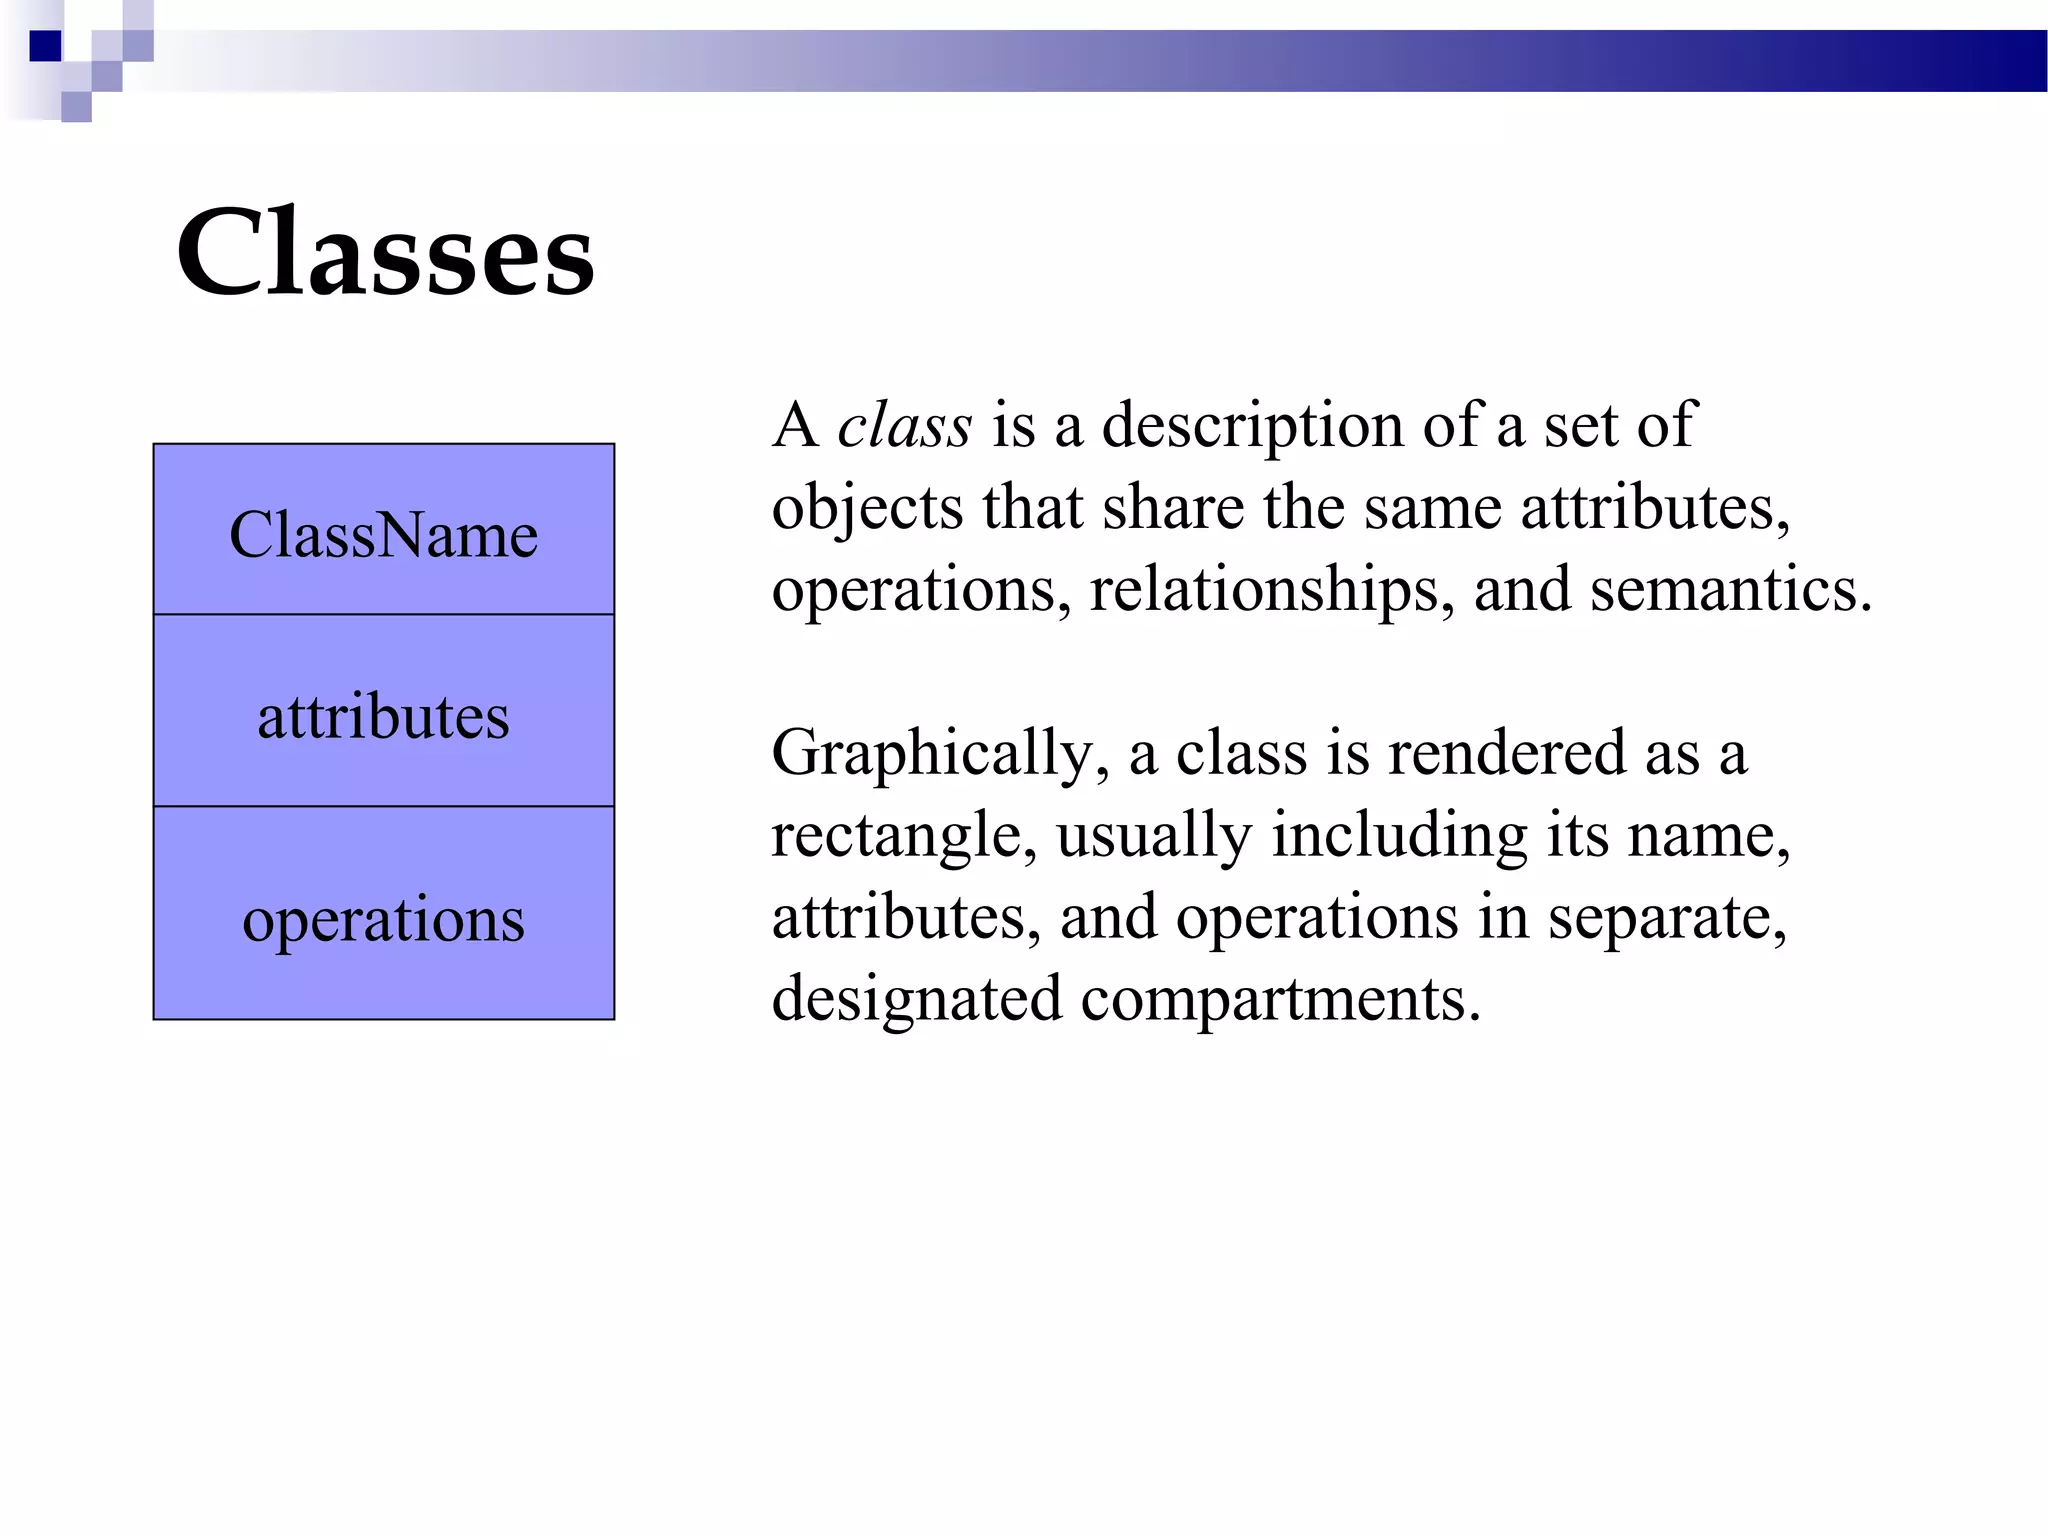 Classes
ClassName
attributes
operations
A class is a description of a set of
objects that share the same attributes,
operations, relationships, and semantics.
Graphically, a class is rendered as a
rectangle, usually including its name,
attributes, and operations in separate,
designated compartments.